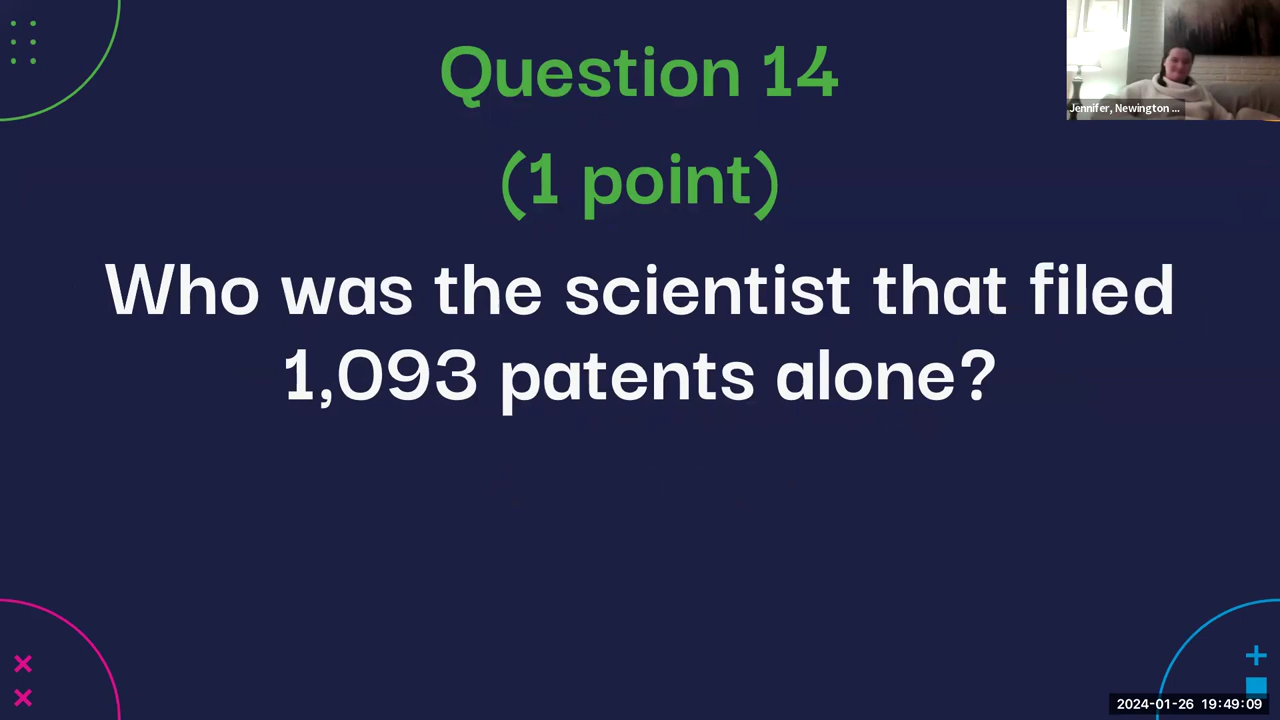 Question 14
(1 point)
Who was the scientist that filed
1,093 patents alone?
Jennifer, Newington ...
2024-01-26 19:49:09